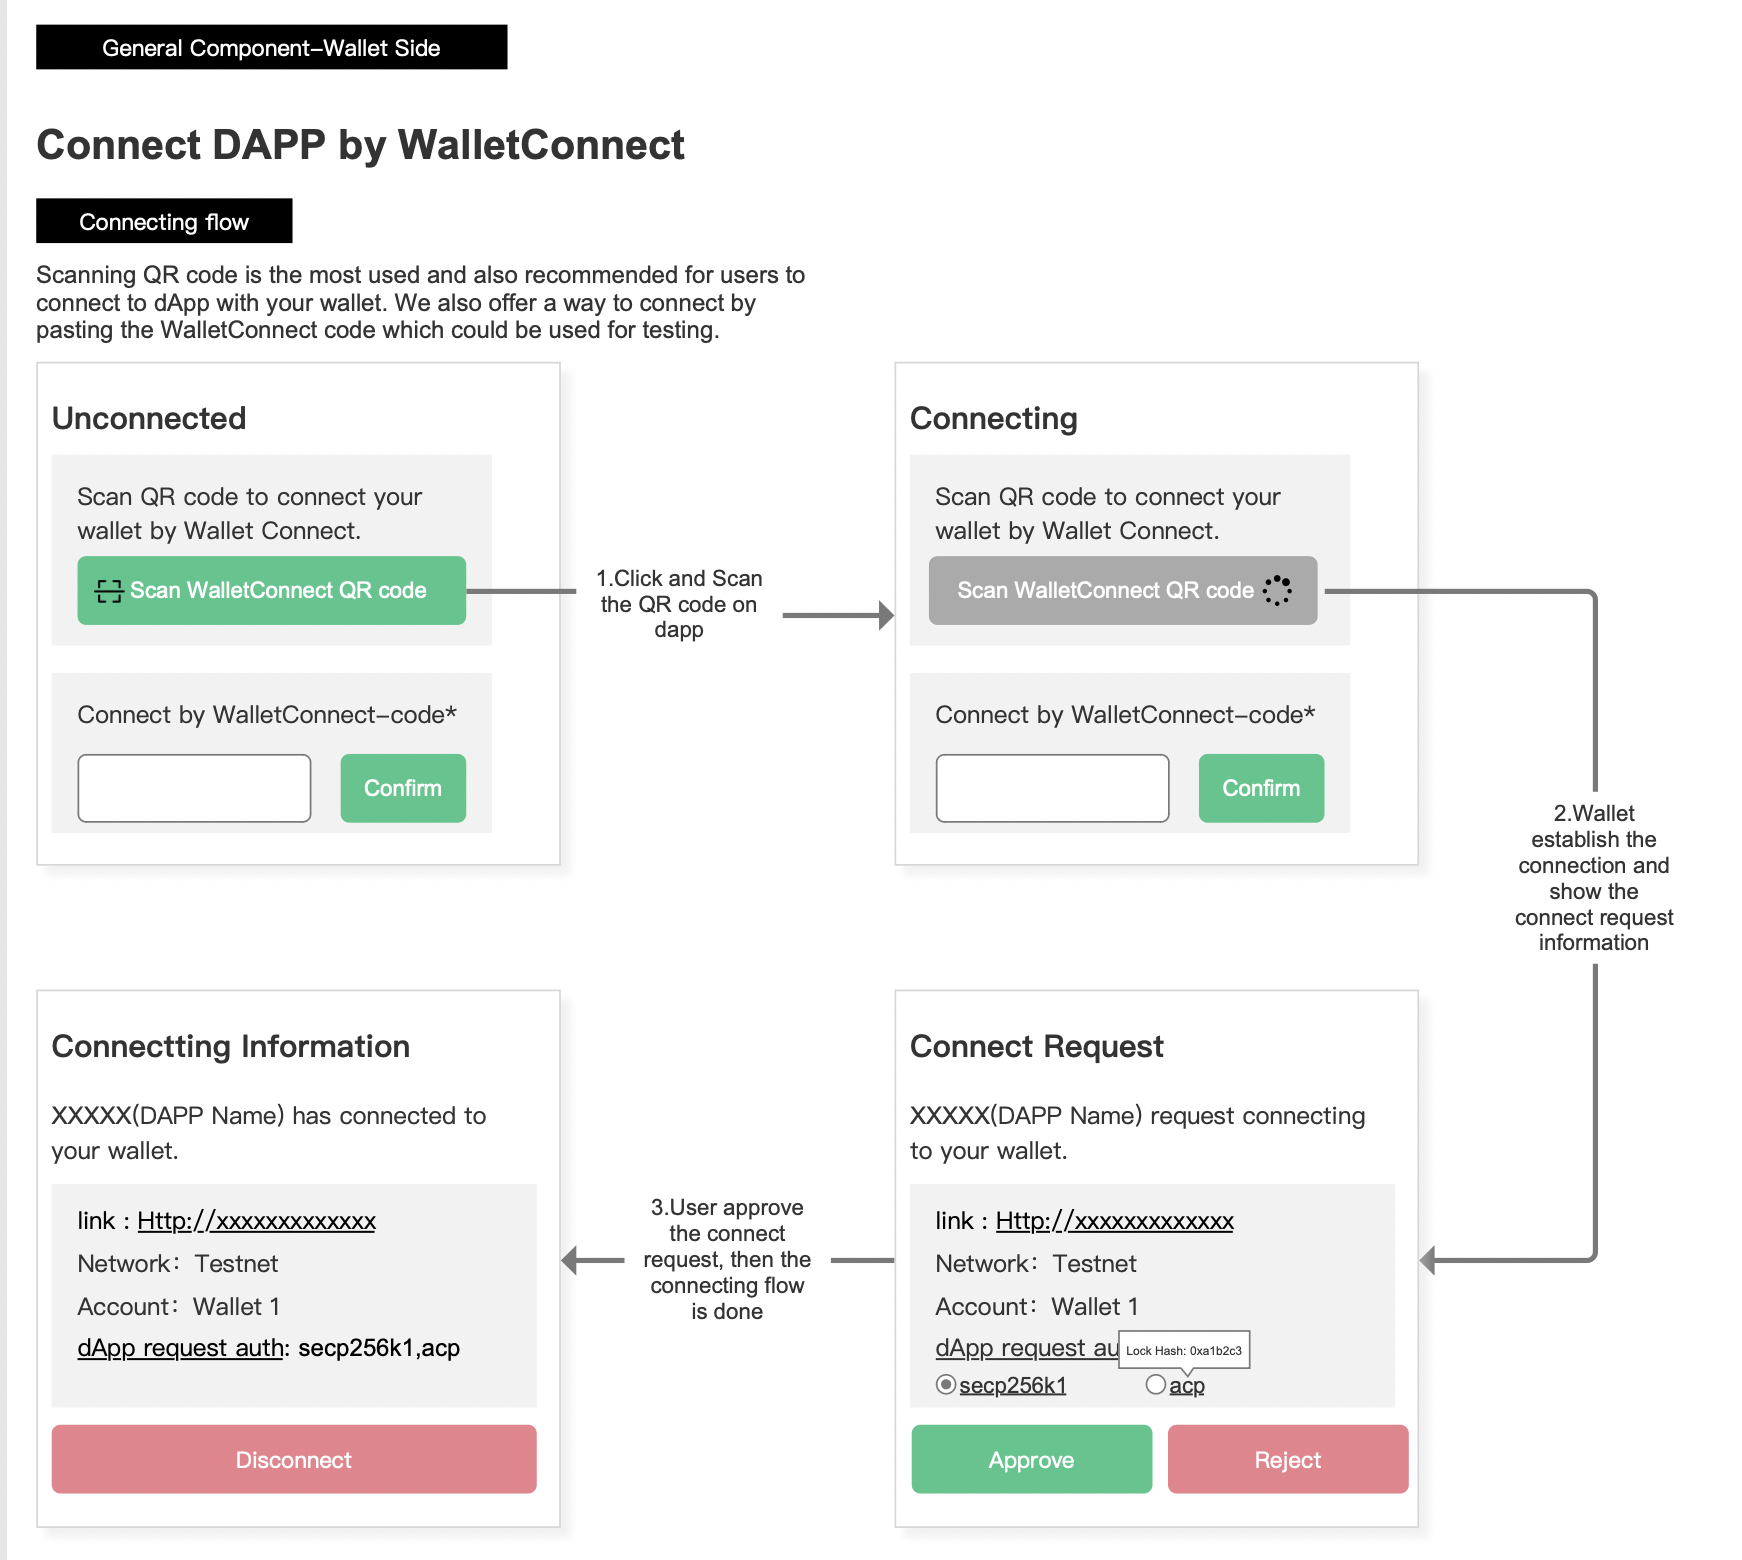 General Component–Wallet Side
Connect DAPP by WalletConnect
Connecting flow
Scanning QR code is the most used and also recommended for users to
connect to dApp with your wallet. We also offer a way to connect by
pasting the WalletConnect code which could be used for testing.
Unconnected
Scan QR code to connect your
wallet by Wallet Connect.
Scan WalletConnect QR code
Connect by WalletConnect–code*
Confirm
1.Click and Scan
the QR code on
dapp
Connecting
Scan QR code to connect your
wallet by Wallet Connect.
Scan WalletConnect QR code
Connect by WalletConnect–code*
Confirm
2.Wallet
establish the
connection and
show the
connect request
information
Connect Request
XXXXX(DAPP Name) request connecting
to your wallet.
link : Http://xxxxxxxxxxxxx
Network：Testnet
Account：Wallet 1
dApp request au
Lock Hash: 0xa1b2c3
secp256k1
acp
Approve
Reject
3.User approve
the connect
request, then the
connecting flow
is done
Connectting Information
XXXXX(DAPP Name) has connected to
your wallet.
link : Http://xxxxxxxxxxxxx
Network：Testnet
Account：Wallet 1
dApp request auth: secp256k1,acp
Disconnect